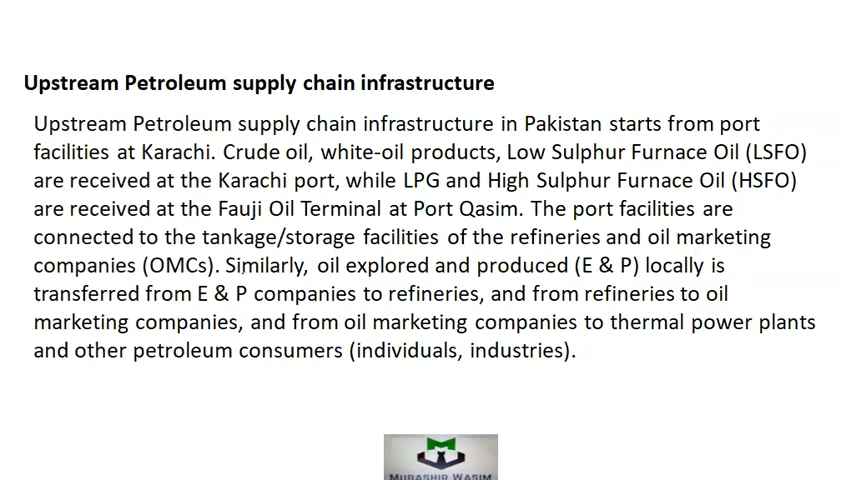 Upstream Petroleum supply chain infrastructure
Upstream Petroleum supply chain infrastructure in Pakistan starts from port
facilities at Karachi. Crude oil, white-oil products, Low Sulphur Furnace Oil (LSFO)
are received at the Karachi port, while LPG and High Sulphur Furnace Oil (HSFO)
are received at the Fauji Oil Terminal at Port Qasim. The port facilities are
connected to the tankage/storage facilities of the refineries and oil marketing
companies (OMCs). Similarly, oil explored and produced (E & P) locally is
transferred from E & P companies to refineries, and from refineries to oil
marketing companies, and from oil marketing companies to thermal power plants
and other petroleum consumers (individuals, industries).
MUBASHIR WASIM